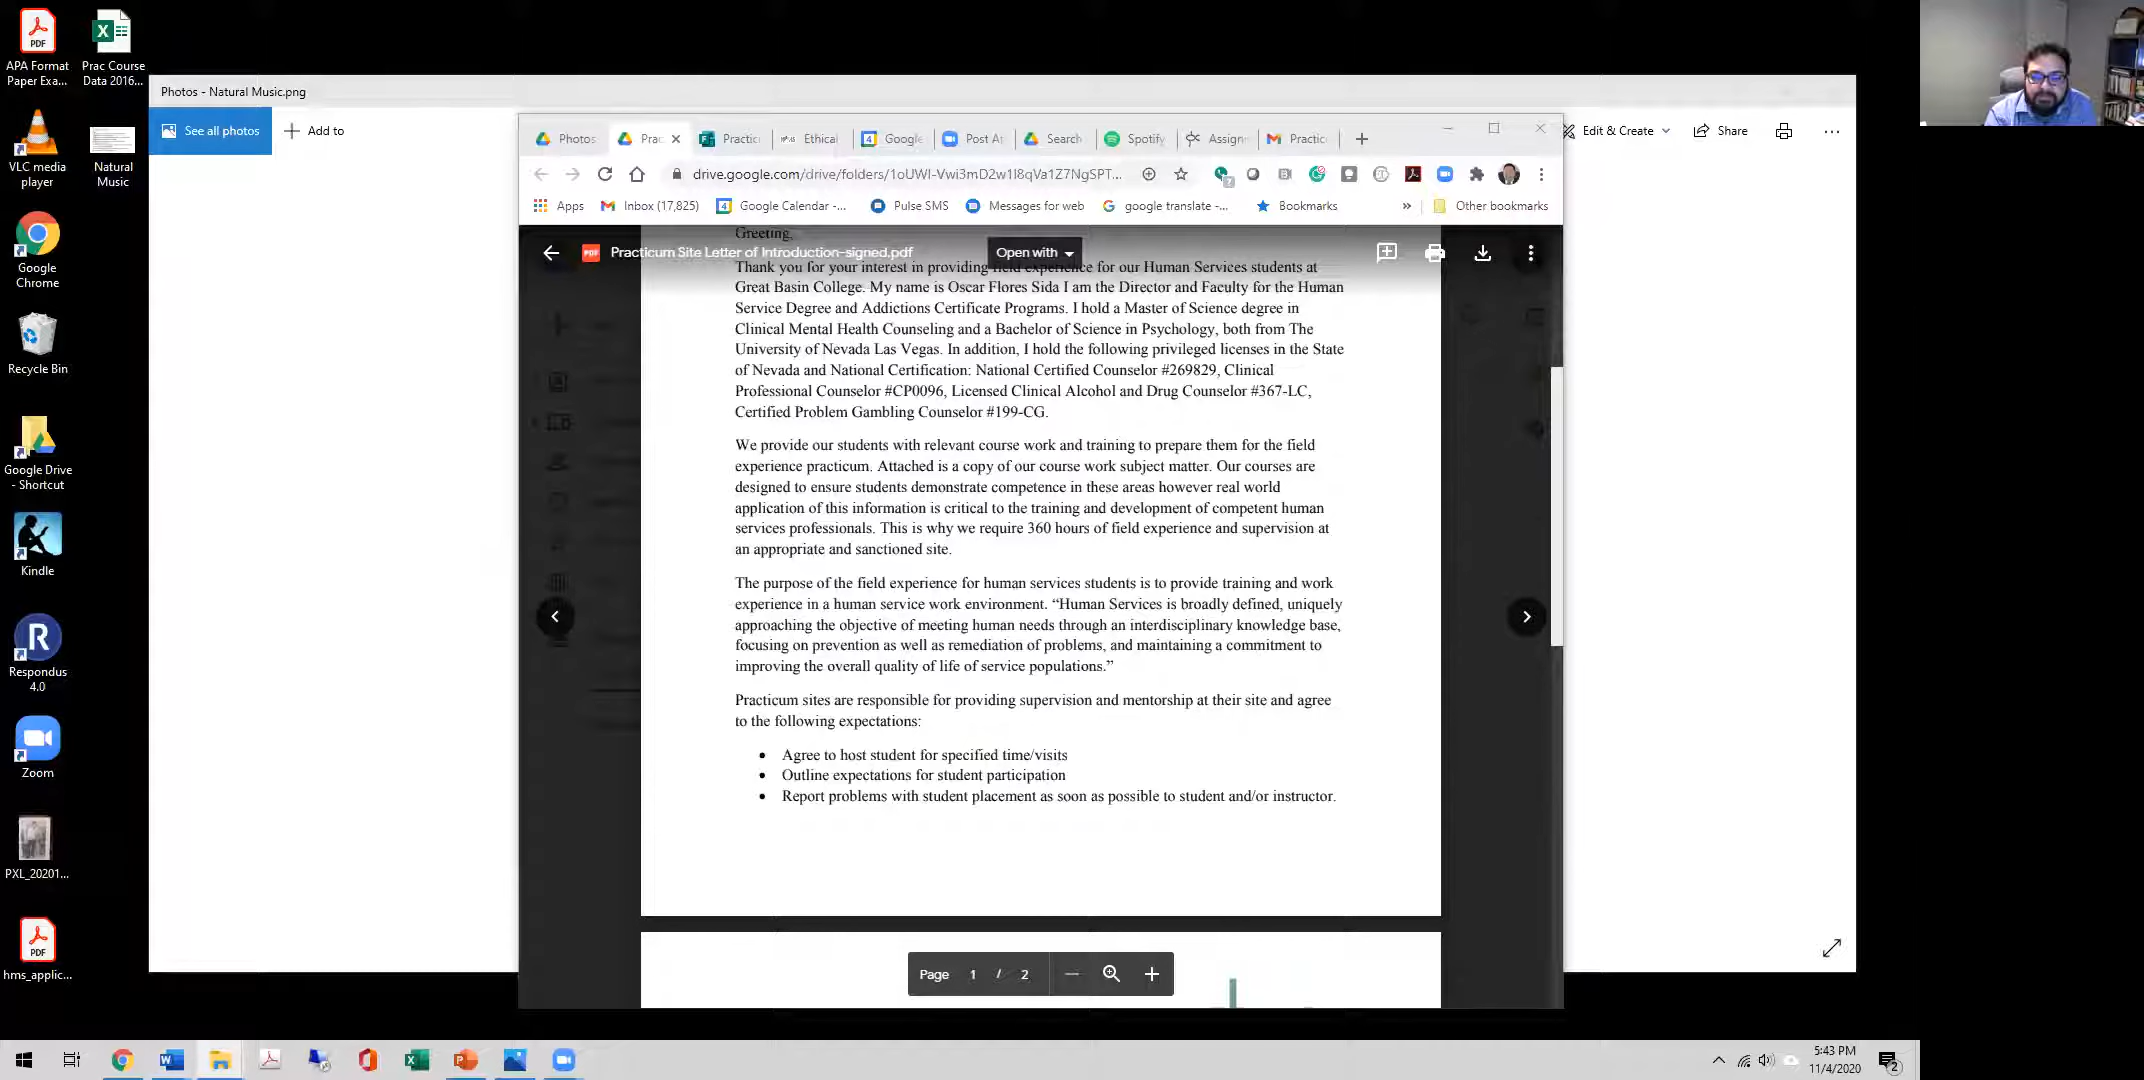 APA Format
Paper Exa...
Prac Course
Data 2016...
VLC media
player
Natural
Music
Google
Chrome
Recycle Bin
Google Drive
- Shortcut
Kindle
Respondus
4.0
Zoom
PXL_20201...
hms_applic...
Photos - Natural Music.png
See all photos
Add to
Edit & Create
Share
Photos
Prac
Practic
Ethical
Google
Post A
Search
Spotify
Assign
Practic
drive.google.com/drive/folders/1oUWI-Vwi3mD2w1I8qVa1Z7NgSPT...
Apps
Inbox (17,825)
Google Calendar -...
Pulse SMS
Messages for web
google translate -...
Bookmarks
»
Other bookmarks
Greeting,
PDF Practicum Site Letter of Introduction-signed.pdf
Open with
Thank you for your interest in providing field experience for our Human Services students at
Great Basin College. My name is Oscar Flores Sida I am the Director and Faculty for the Human
Service Degree and Addictions Certificate Programs. I hold a Master of Science degree in
Clinical Mental Health Counseling and a Bachelor of Science in Psychology, both from The
University of Nevada Las Vegas. In addition, I hold the following privileged licenses in the State
of Nevada and National Certification: National Certified Counselor #269829, Clinical
Professional Counselor #CP0096, Licensed Clinical Alcohol and Drug Counselor #367-LC,
Certified Problem Gambling Counselor #199-CG.
We provide our students with relevant course work and training to prepare them for the field
experience practicum. Attached is a copy of our course work subject matter. Our courses are
designed to ensure students demonstrate competence in these areas however real world
application of this information is critical to the training and development of competent human
services professionals. This is why we require 360 hours of field experience and supervision at
an appropriate and sanctioned site.
The purpose of the field experience for human services students is to provide training and work
experience in a human service work environment. “Human Services is broadly defined, uniquely
approaching the objective of meeting human needs through an interdisciplinary knowledge base,
focusing on prevention as well as remediation of problems, and maintaining a commitment to
improving the overall quality of life of service populations.”
Practicum sites are responsible for providing supervision and mentorship at their site and agree
to the following expectations:
• Agree to host student for specified time/visits
• Outline expectations for student participation
• Report problems with student placement as soon as possible to student and/or instructor.
Page 1 / 2
5:43 PM
11/4/2020
2